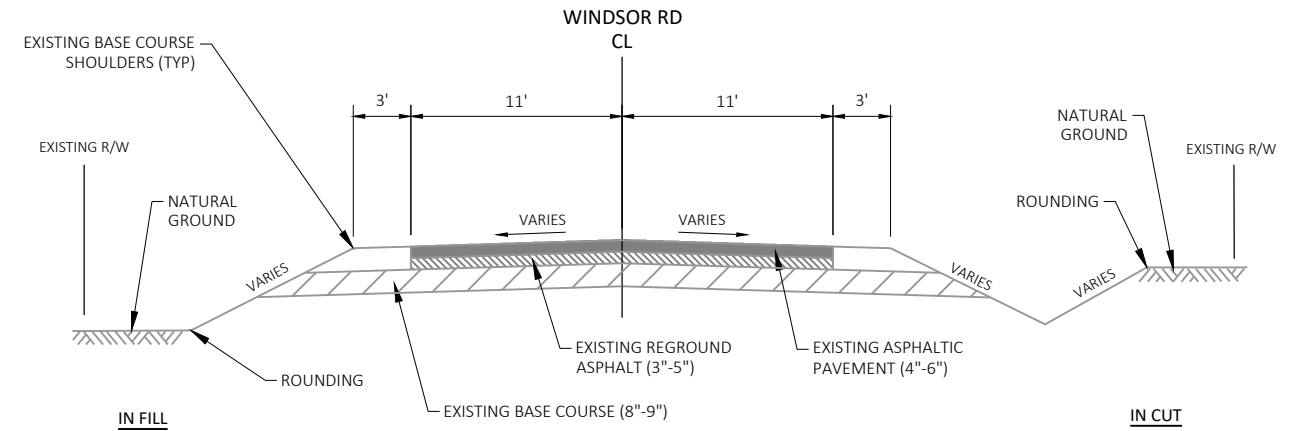 WINDSOR RD
CL
EXISTING BASE COURSE
SHOULDERS (TYP)
3'
11'
11'
3'
NATURAL
GROUND
EXISTING R/W
EXISTING R/W
NATURAL
GROUND
ROUNDING
VARIES
VARIES
VARIES
VARIES
VARIES
EXISTING REGROUND
ASPHALT (3"-5")
EXISTING ASPHALTIC
PAVEMENT (4"-6")
ROUNDING
EXISTING BASE COURSE (8"-9")
IN FILL
IN CUT